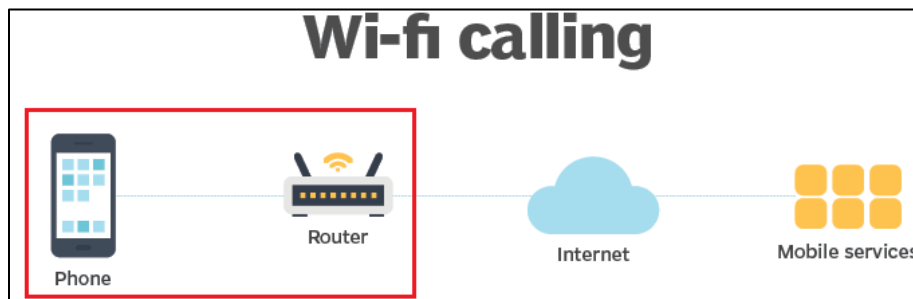 Wi-fi calling
Phone
Router
Internet
Mobile services